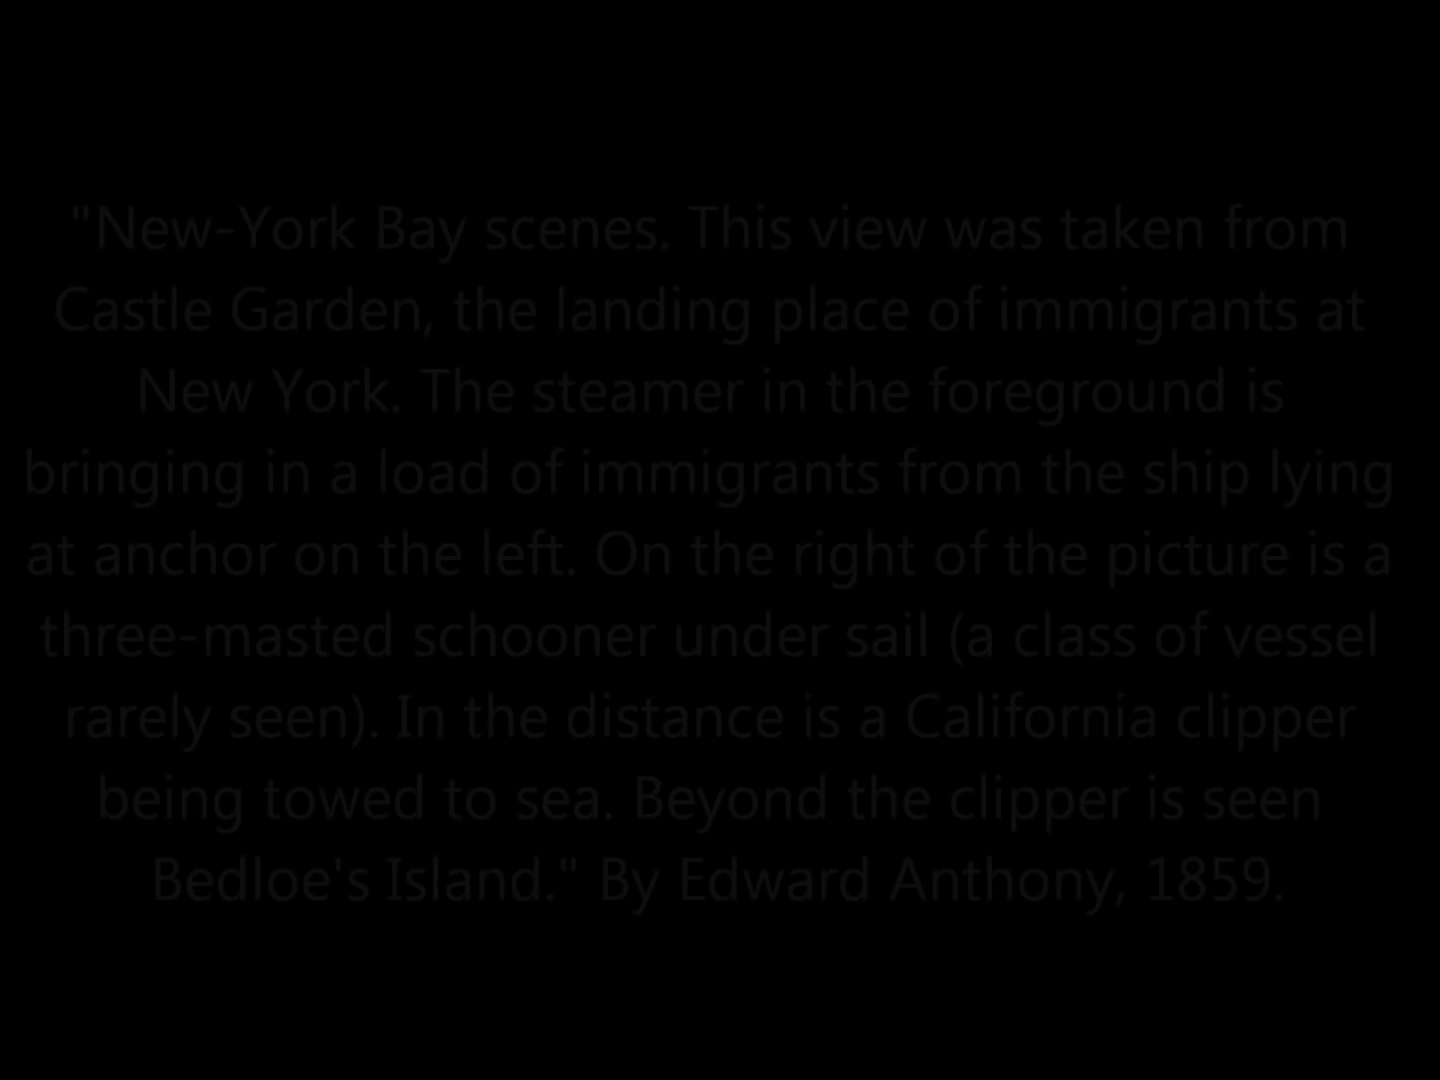 "New-York Bay scenes. This view was taken from
Castle Garden, the landing place of immigrants at
New York. The steamer in the foreground is
bringing in a load of immigrants from the ship lying
at anchor on the left. On the right of the picture is a
three-masted schooner under sail (a class of vessel
rarely seen). In the distance is a California clipper
being towed to sea. Beyond the clipper is seen
Bedloe's Island." By Edward Anthony, 1859.